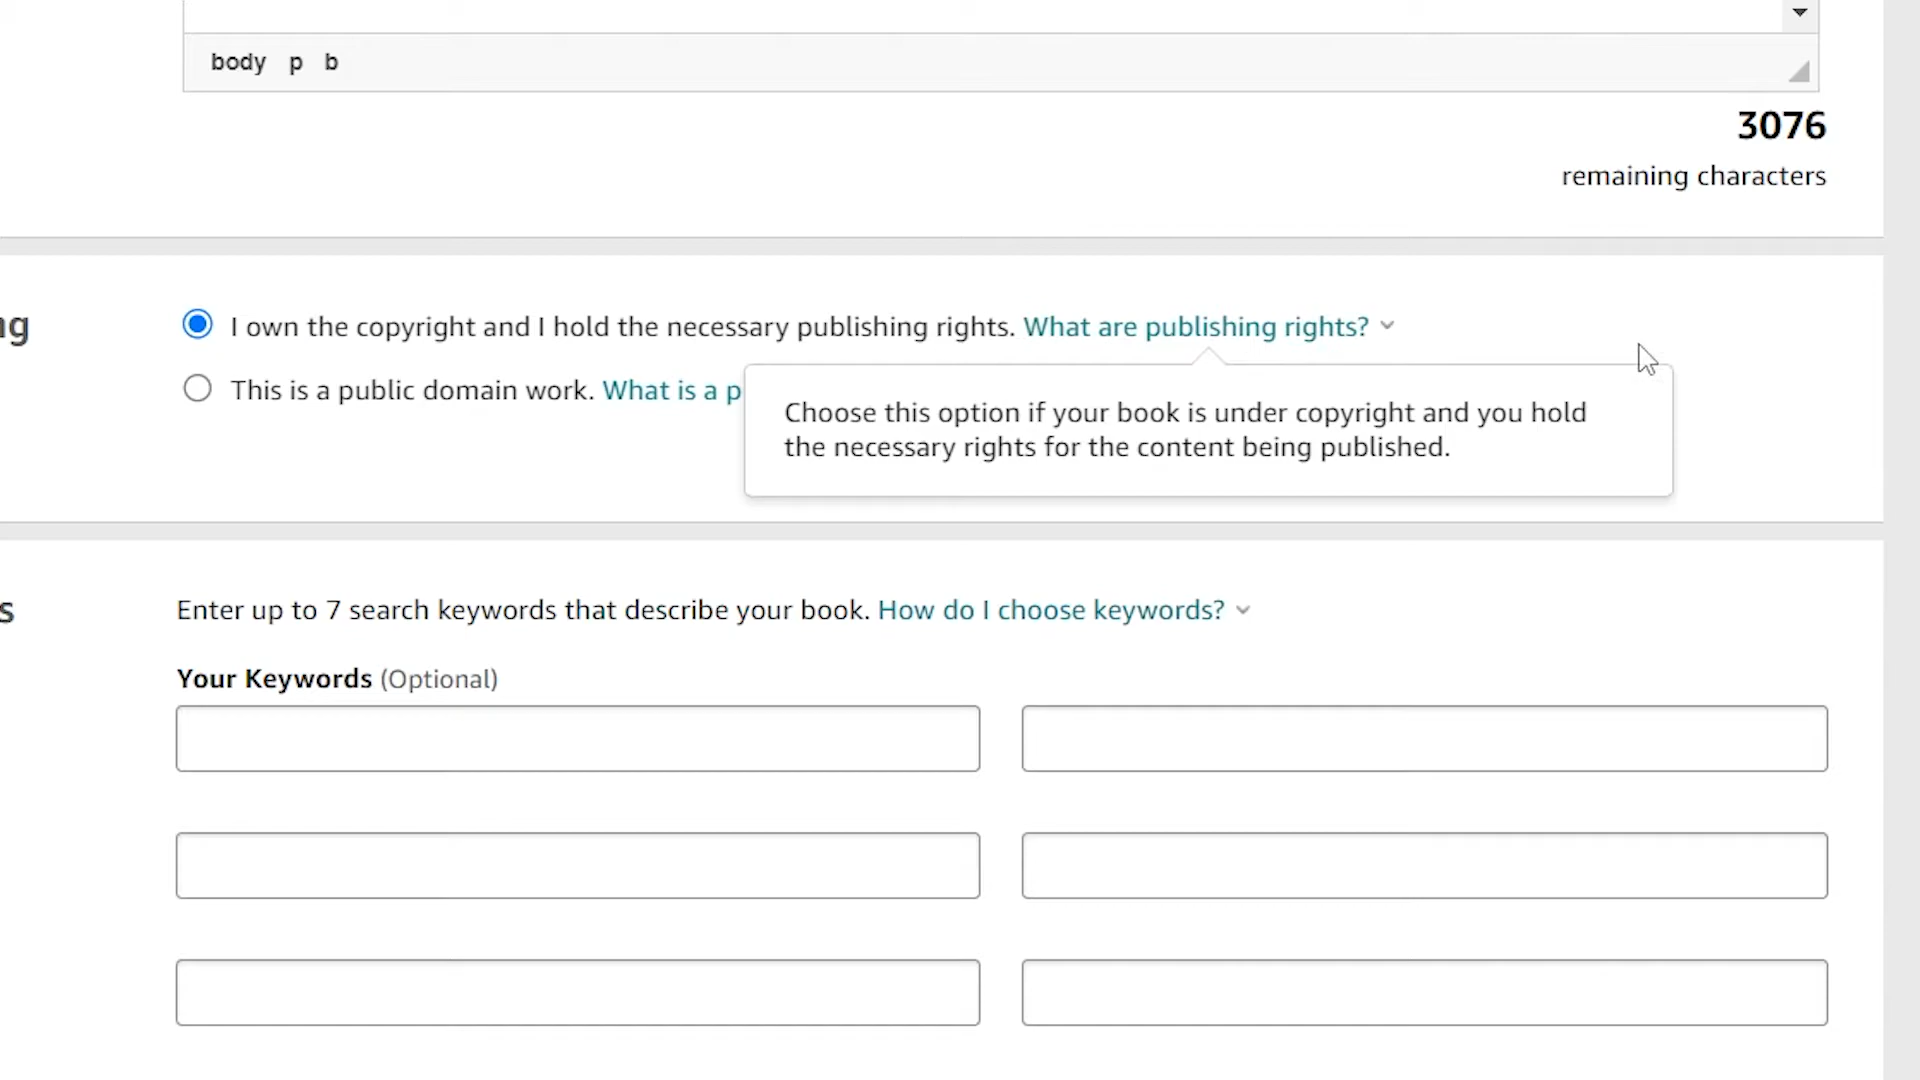 body p b
3076
remaining characters
ng
I own the copyright and I hold the necessary publishing rights. What are publishing rights?
This is a public domain work. What is a p
Choose this option if your book is under copyright and you hold
the necessary rights for the content being published.
s
Enter up to 7 search keywords that describe your book. How do I choose keywords?
Your Keywords (Optional)